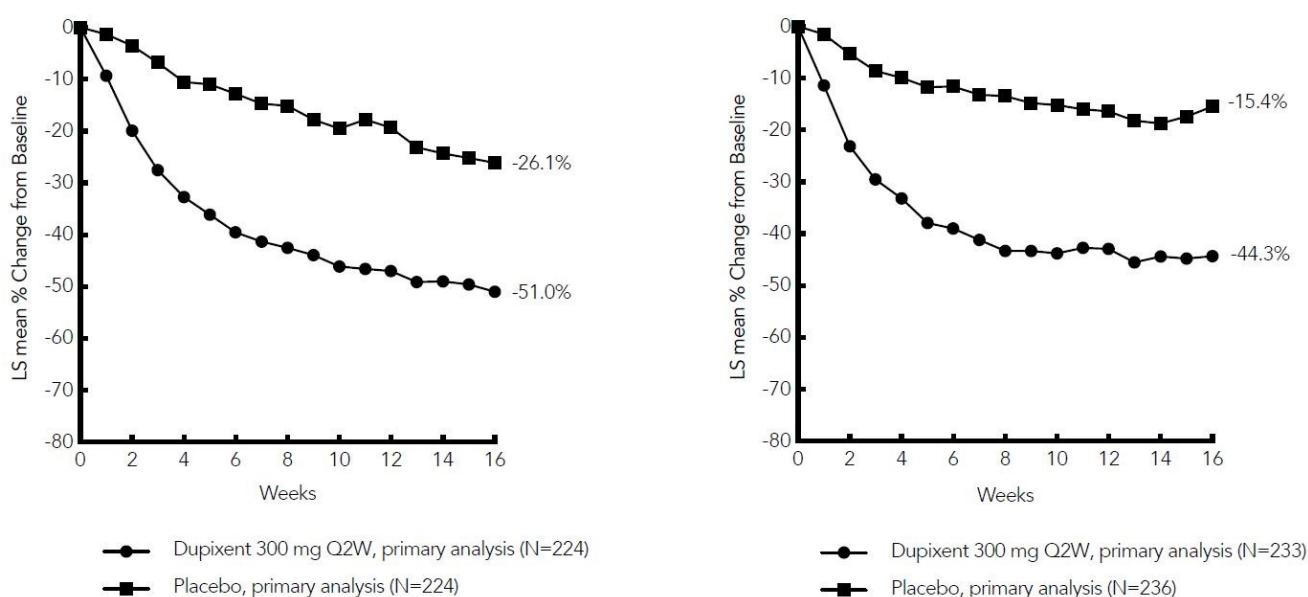 LS mean % Change from Baseline
0
-10
-20
-30
-40
-50
-60
-70
-80
-26.1%
-51.0%
0 2 4 6 8 10 12 14 16
Weeks
Dupixent 300 mg Q2W, primary analysis (N=224)
Placebo, primary analysis (N=224)
LS mean % Change from Baseline
0
-10
-20
-30
-40
-50
-60
-70
-80
-15.4%
-44.3%
0 2 4 6 8 10 12 14 16
Weeks
Dupixent 300 mg Q2W, primary analysis (N=233)
Placebo, primary analysis (N=236)